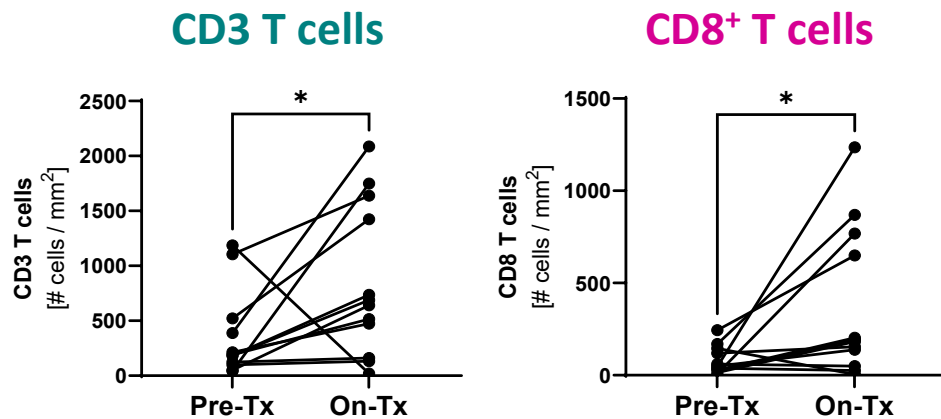 CD3 T cells
CD8⁺ T cells
*
2500
2000
1500
1000
500
0
CD3 T cells
[# cells / mm²]
Pre-Tx On-Tx
*
1500
1000
500
0
CD8 T cells
[# cells / mm²]
Pre-Tx On-Tx